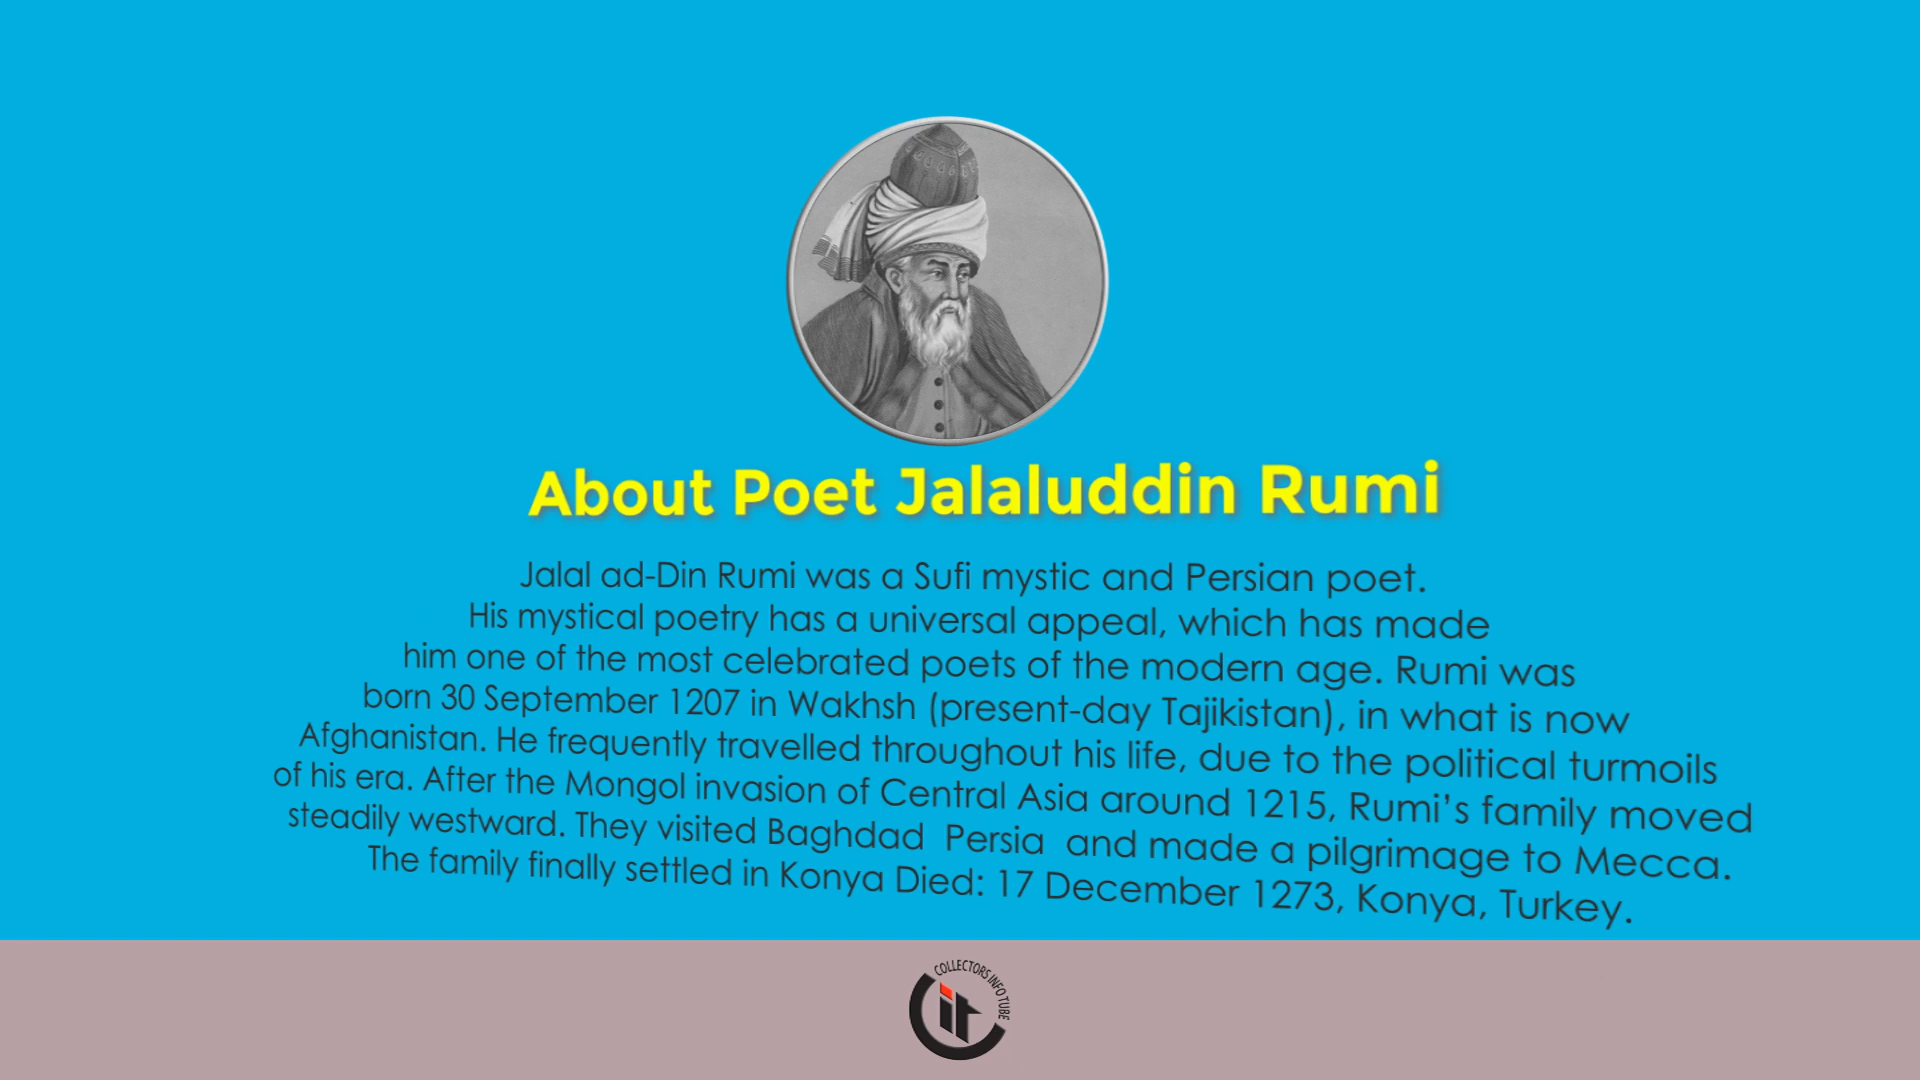 About Poet Jalaluddin Rumi
Jalal ad-Din Rumi was a Sufi mystic and Persian poet.
His mystical poetry has a universal appeal, which has made
him one of the most celebrated poets of the modern age. Rumi was
born 30 September 1207 in Wakhsh (present-day Tajikistan), in what is now
Afghanistan. He frequently travelled throughout his life, due to the political turmoils
of his era. After the Mongol invasion of Central Asia around 1215, Rumi’s family moved
steadily westward. They visited Baghdad  Persia  and made a pilgrimage to Mecca.
The family finally settled in Konya Died: 17 December 1273, Konya, Turkey.
COLLECTORS INFO TUBE
it